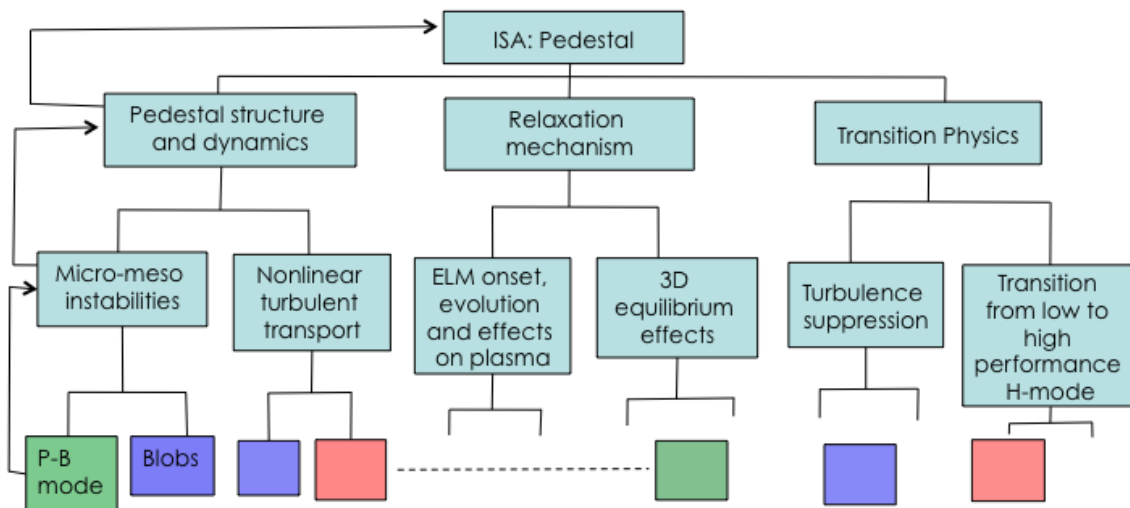 ISA: Pedestal
Pedestal structure
and dynamics
Relaxation
mechanism
Transition Physics
Micro-meso
instabilities
Nonlinear
turbulent
transport
ELM onset,
evolution
and effects
on plasma
3D
equilibrium
effects
Turbulence
suppression
Transition
from low to
high
performance
H-mode
P-B
mode
Blobs